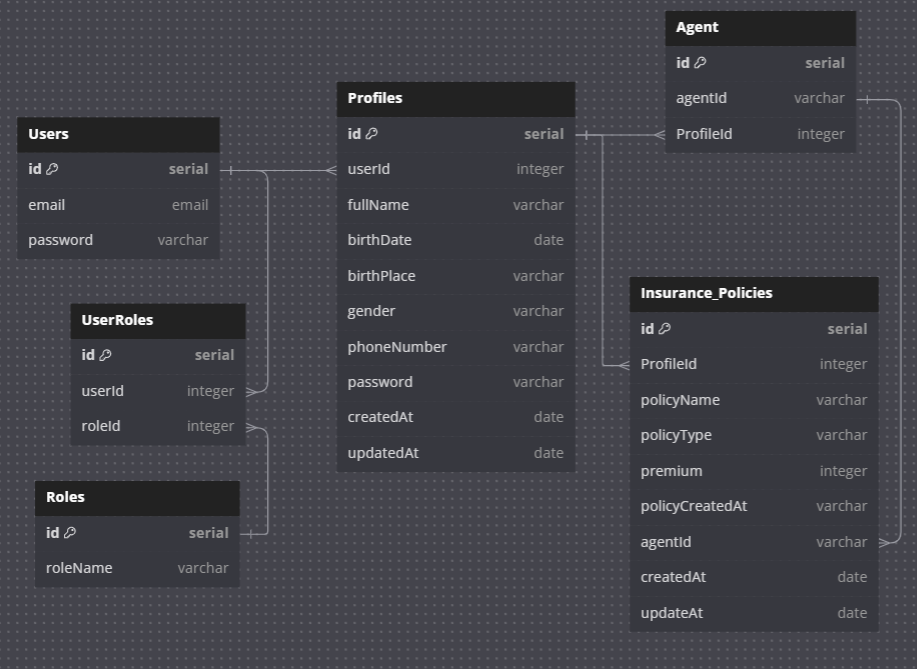 Users
id serial
email email
password varchar
UserRoles
id serial
userId integer
roleId integer
Roles
id serial
roleName varchar
Profiles
id serial
userId integer
fullName varchar
birthDate date
birthPlace varchar
gender varchar
phoneNumber varchar
password varchar
createdAt date
updatedAt date
Agent
id serial
agentId varchar
ProfileId integer
Insurance_Policies
id serial
ProfileId integer
policyName varchar
policyType varchar
premium integer
policyCreatedAt varchar
agentId varchar
createdAt date
updateAt date